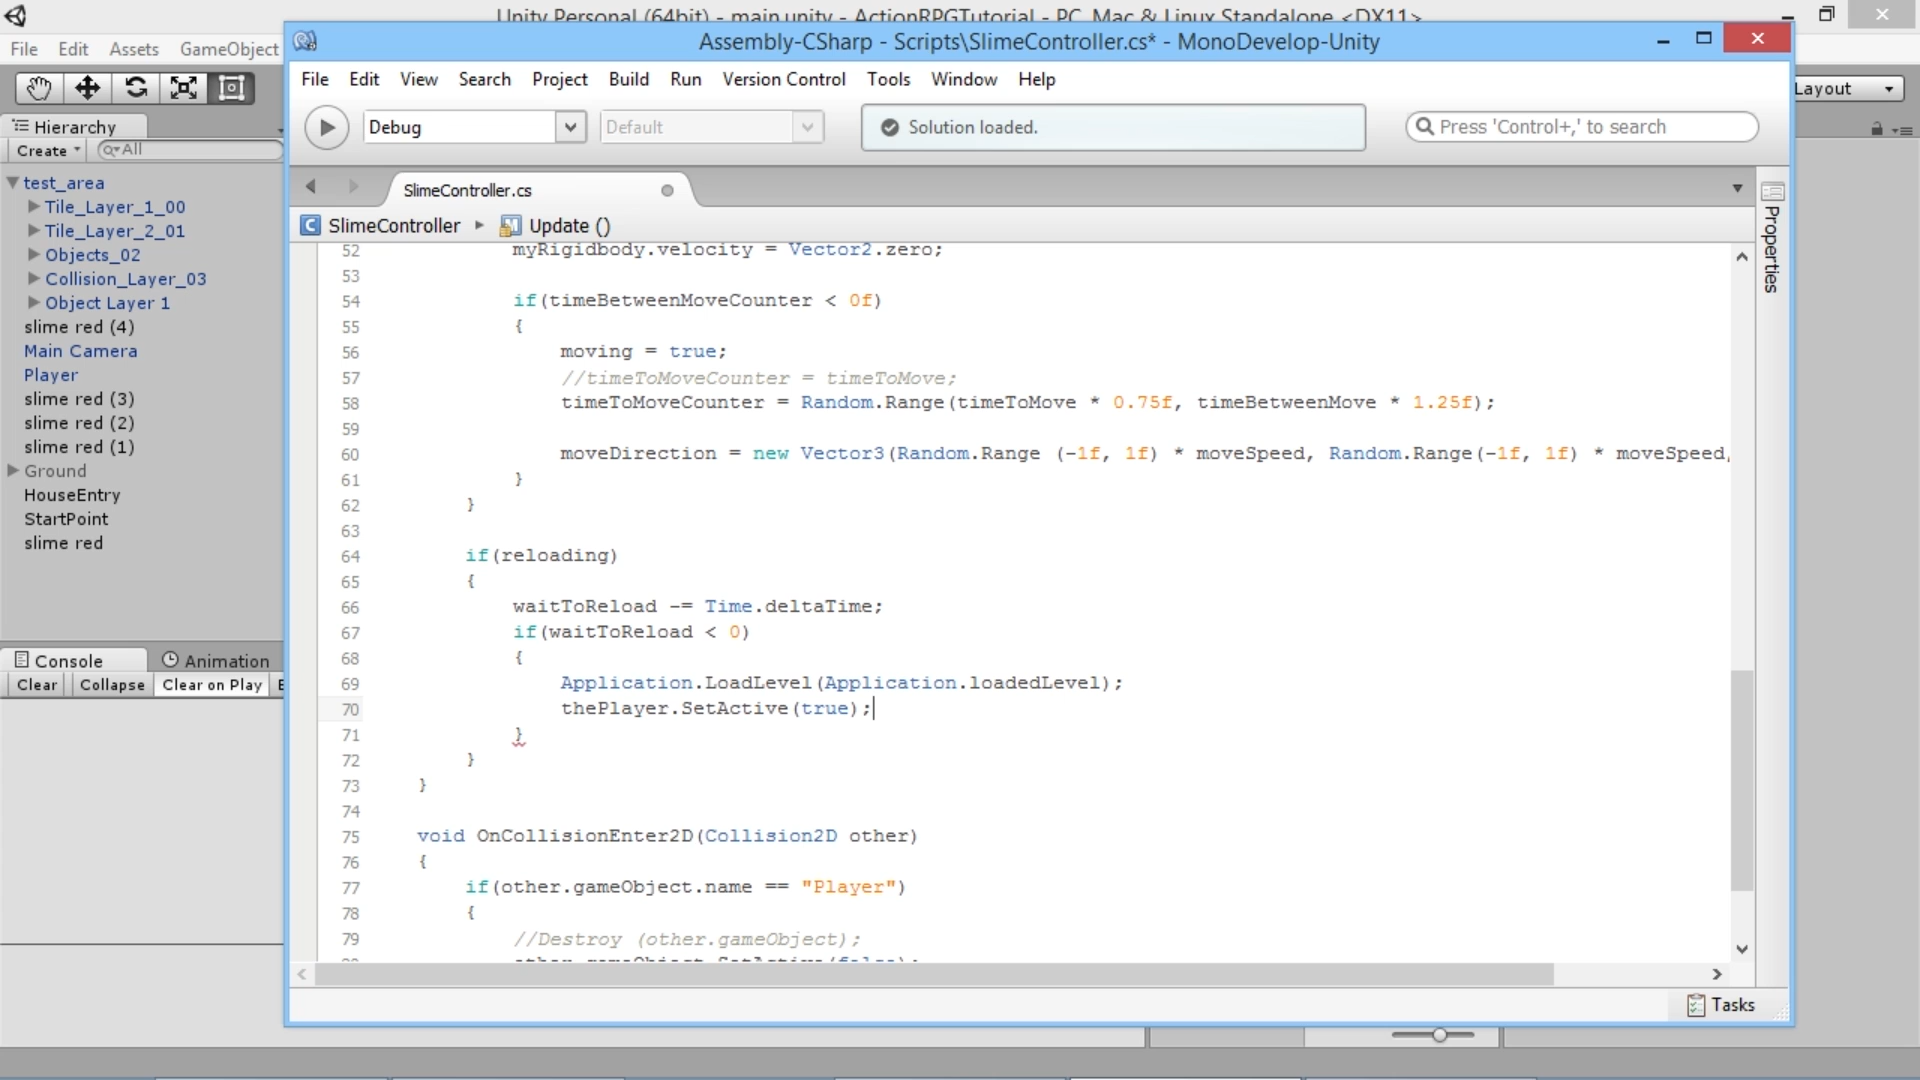 Unity Personal (64bit) - main.unity - ActionRPGTutorial - PC, Mac & Linux Standalone <DX11>
File Edit Assets GameObject
Layout
Hierarchy
Create All
test_area
Tile_Layer_1_00
Tile_Layer_2_01
Objects_02
Collision_Layer_03
Object Layer 1
slime red (4)
Main Camera
Player
slime red (3)
slime red (2)
slime red (1)
Ground
HouseEntry
StartPoint
slime red
Console Animation
Clear Collapse Clear on Play E
Assembly-CSharp - Scripts\SlimeController.cs* - MonoDevelop-Unity
File Edit View Search Project Build Run Version Control Tools Window Help
Debug Default Solution loaded. Press 'Control+,' to search
SlimeController.cs
SlimeController Update ()
Properties
52 myRigidbody.velocity = Vector2.zero;
53
54 if(timeBetweenMoveCounter < 0f)
55 {
56 moving = true;
57 //timeToMoveCounter = timeToMove;
58 timeToMoveCounter = Random.Range(timeToMove * 0.75f, timeBetweenMove * 1.25f);
59
60 moveDirection = new Vector3(Random.Range (-1f, 1f) * moveSpeed, Random.Range(-1f, 1f) * moveSpeed,
61 }
62 }
63
64 if(reloading)
65 {
66 waitToReload -= Time.deltaTime;
67 if(waitToReload < 0)
68 {
69 Application.LoadLevel(Application.loadedLevel);
70 thePlayer.SetActive(true);
71 }
72 }
73 }
74
75 void OnCollisionEnter2D(Collision2D other)
76 {
77 if(other.gameObject.name == "Player")
78 {
79 //Destroy (other.gameObject);
80 other.gameObject.SetActive(false);
Tasks